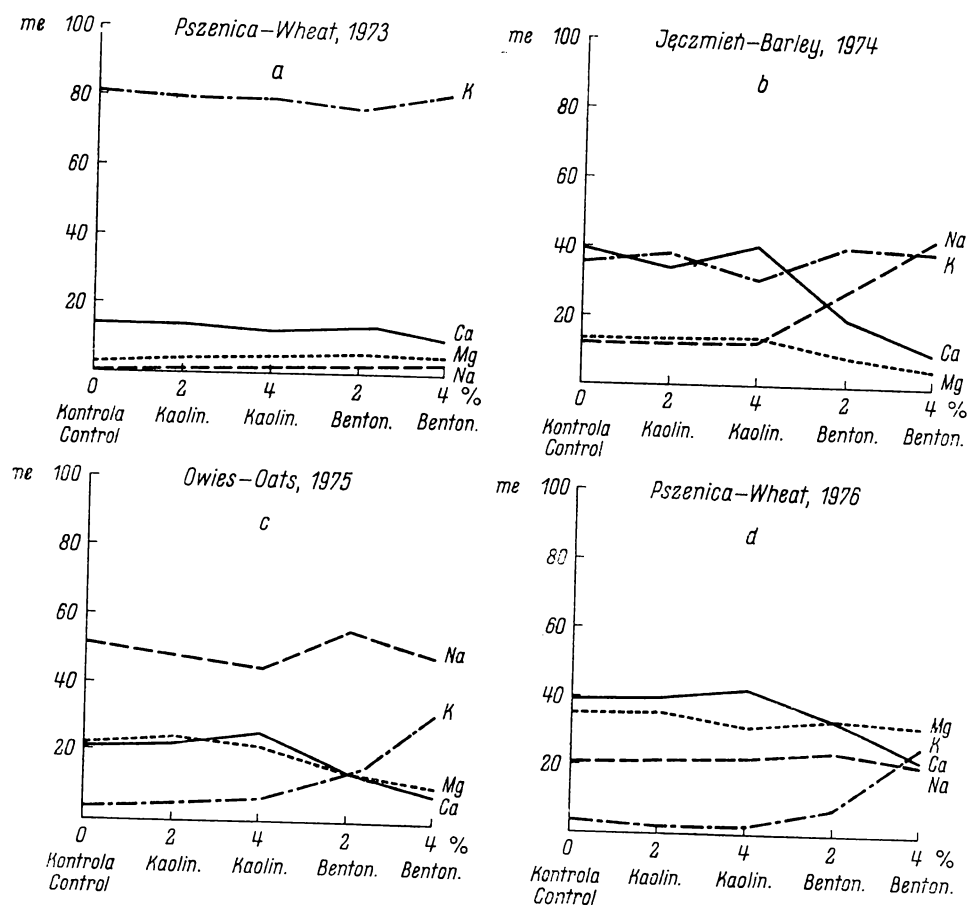 me
Pszenica–Wheat, 1973
a
100
80
60
40
20
K
Ca
Mg
Na
0 2 4 2 4 %
Kontrola Kaolin. Kaolin. Benton. Benton.
Control
me
Jęczmień–Barley, 1974
b
100
80
60
40
20
Na
K
Ca
Mg
0 2 4 2 4 %
Kontrola Kaolin. Kaolin. Benton. Benton.
Control
me
Owies–Oats, 1975
c
100
80
60
40
20
Na
K
Mg
Ca
0 2 4 2 4 %
Kontrola Kaolin. Kaolin. Benton. Benton.
Control
me
Pszenica–Wheat, 1976
d
100
80
60
40
20
Mg
K
Ca
Na
0 2 4 2 4 %
Kontrola Kaolin. Kaolin. Benton. Benton.
Control